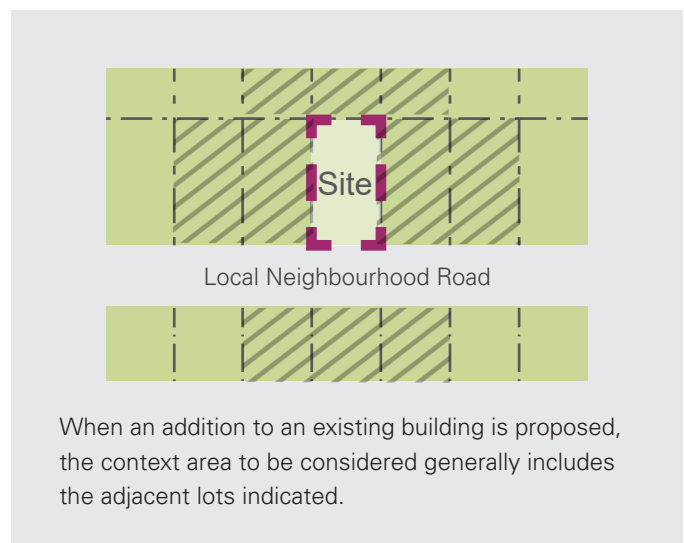 Site
Local Neighbourhood Road
When an addition to an existing building is proposed,
the context area to be considered generally includes
the adjacent lots indicated.